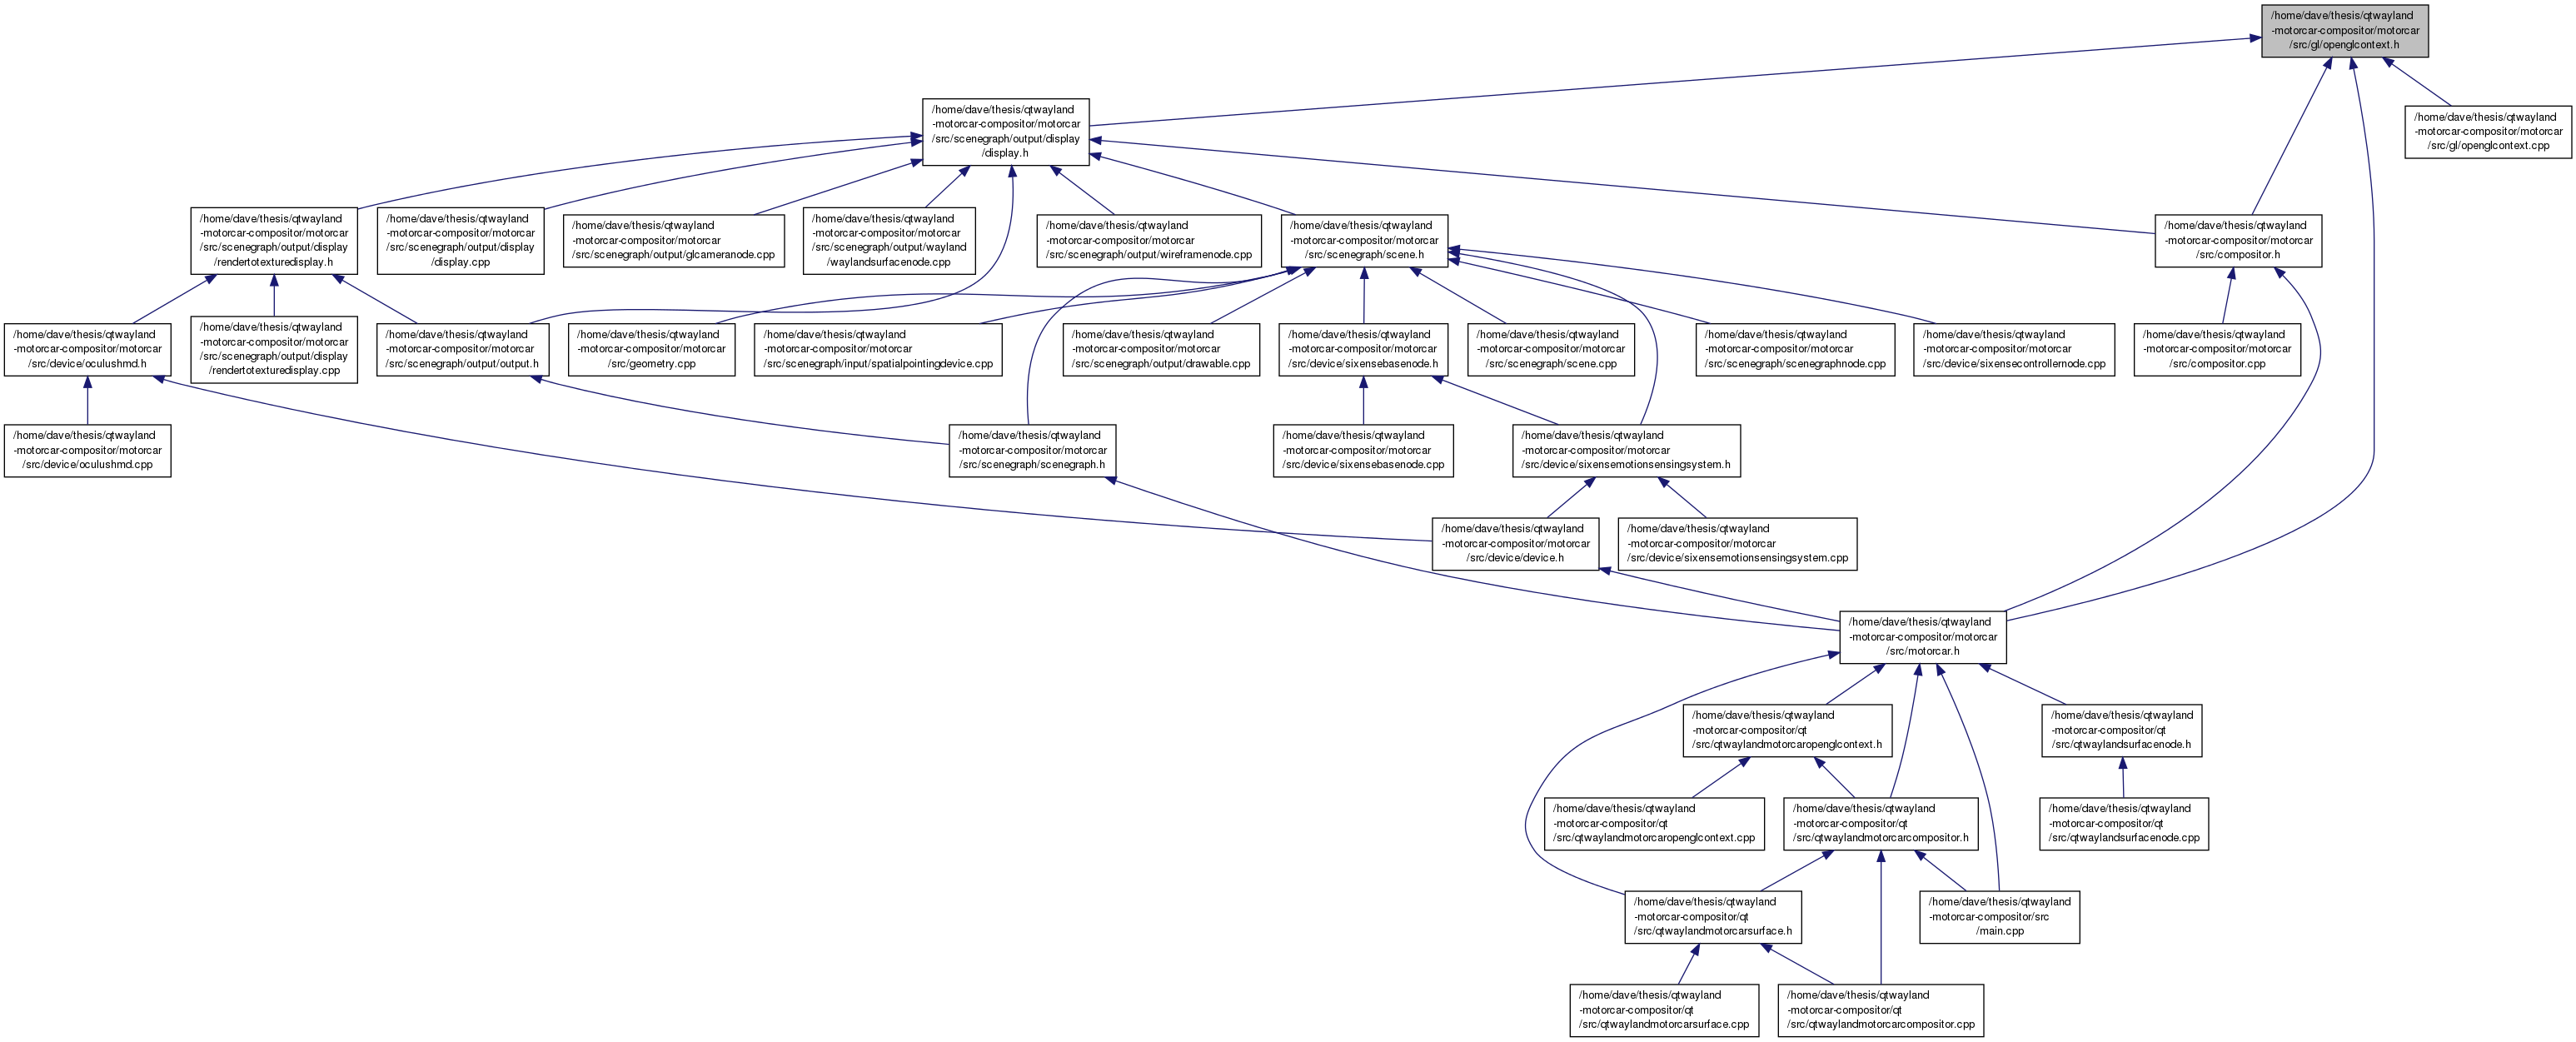 /home/dave/thesis/qtwayland
-motorcar-compositor/motorcar
/src/gl/openglcontext.h
/home/dave/thesis/qtwayland
-motorcar-compositor/motorcar
/src/scenegraph/output/display
/display.h
/home/dave/thesis/qtwayland
-motorcar-compositor/motorcar
/src/gl/openglcontext.cpp
/home/dave/thesis/qtwayland
-motorcar-compositor/motorcar
/src/scenegraph/output/display
/rendertotexturedisplay.h
/home/dave/thesis/qtwayland
-motorcar-compositor/motorcar
/src/scenegraph/output/display
/display.cpp
/home/dave/thesis/qtwayland
-motorcar-compositor/motorcar
/src/scenegraph/output/glcameranode.cpp
/home/dave/thesis/qtwayland
-motorcar-compositor/motorcar
/src/scenegraph/output/wayland
/waylandsurfacenode.cpp
/home/dave/thesis/qtwayland
-motorcar-compositor/motorcar
/src/scenegraph/output/wireframenode.cpp
/home/dave/thesis/qtwayland
-motorcar-compositor/motorcar
/src/scenegraph/scene.h
/home/dave/thesis/qtwayland
-motorcar-compositor/motorcar
/src/compositor.h
/home/dave/thesis/qtwayland
-motorcar-compositor/motorcar
/src/device/oculushmd.h
/home/dave/thesis/qtwayland
-motorcar-compositor/motorcar
/src/scenegraph/output/display
/rendertotexturedisplay.cpp
/home/dave/thesis/qtwayland
-motorcar-compositor/motorcar
/src/scenegraph/output/output.h
/home/dave/thesis/qtwayland
-motorcar-compositor/motorcar
/src/geometry.cpp
/home/dave/thesis/qtwayland
-motorcar-compositor/motorcar
/src/scenegraph/input/spatialpointingdevice.cpp
/home/dave/thesis/qtwayland
-motorcar-compositor/motorcar
/src/scenegraph/output/drawable.cpp
/home/dave/thesis/qtwayland
-motorcar-compositor/motorcar
/src/device/sixensebasenode.h
/home/dave/thesis/qtwayland
-motorcar-compositor/motorcar
/src/scenegraph/scene.cpp
/home/dave/thesis/qtwayland
-motorcar-compositor/motorcar
/src/scenegraph/scenegraphnode.cpp
/home/dave/thesis/qtwayland
-motorcar-compositor/motorcar
/src/device/sixensecontrollernode.cpp
/home/dave/thesis/qtwayland
-motorcar-compositor/motorcar
/src/compositor.cpp
/home/dave/thesis/qtwayland
-motorcar-compositor/motorcar
/src/device/oculushmd.cpp
/home/dave/thesis/qtwayland
-motorcar-compositor/motorcar
/src/scenegraph/scenegraph.h
/home/dave/thesis/qtwayland
-motorcar-compositor/motorcar
/src/device/sixensebasenode.cpp
/home/dave/thesis/qtwayland
-motorcar-compositor/motorcar
/src/device/sixensemotionsensingsystem.h
/home/dave/thesis/qtwayland
-motorcar-compositor/motorcar
/src/device/device.h
/home/dave/thesis/qtwayland
-motorcar-compositor/motorcar
/src/device/sixensemotionsensingsystem.cpp
/home/dave/thesis/qtwayland
-motorcar-compositor/motorcar
/src/motorcar.h
/home/dave/thesis/qtwayland
-motorcar-compositor/qt
/src/qtwaylandmotorcaropenglcontext.h
/home/dave/thesis/qtwayland
-motorcar-compositor/qt
/src/qtwaylandsurfacenode.h
/home/dave/thesis/qtwayland
-motorcar-compositor/qt
/src/qtwaylandmotorcaropenglcontext.cpp
/home/dave/thesis/qtwayland
-motorcar-compositor/qt
/src/qtwaylandmotorcarcompositor.h
/home/dave/thesis/qtwayland
-motorcar-compositor/qt
/src/qtwaylandsurfacenode.cpp
/home/dave/thesis/qtwayland
-motorcar-compositor/qt
/src/qtwaylandmotorcarsurface.h
/home/dave/thesis/qtwayland
-motorcar-compositor/src
/main.cpp
/home/dave/thesis/qtwayland
-motorcar-compositor/qt
/src/qtwaylandmotorcarsurface.cpp
/home/dave/thesis/qtwayland
-motorcar-compositor/qt
/src/qtwaylandmotorcarcompositor.cpp